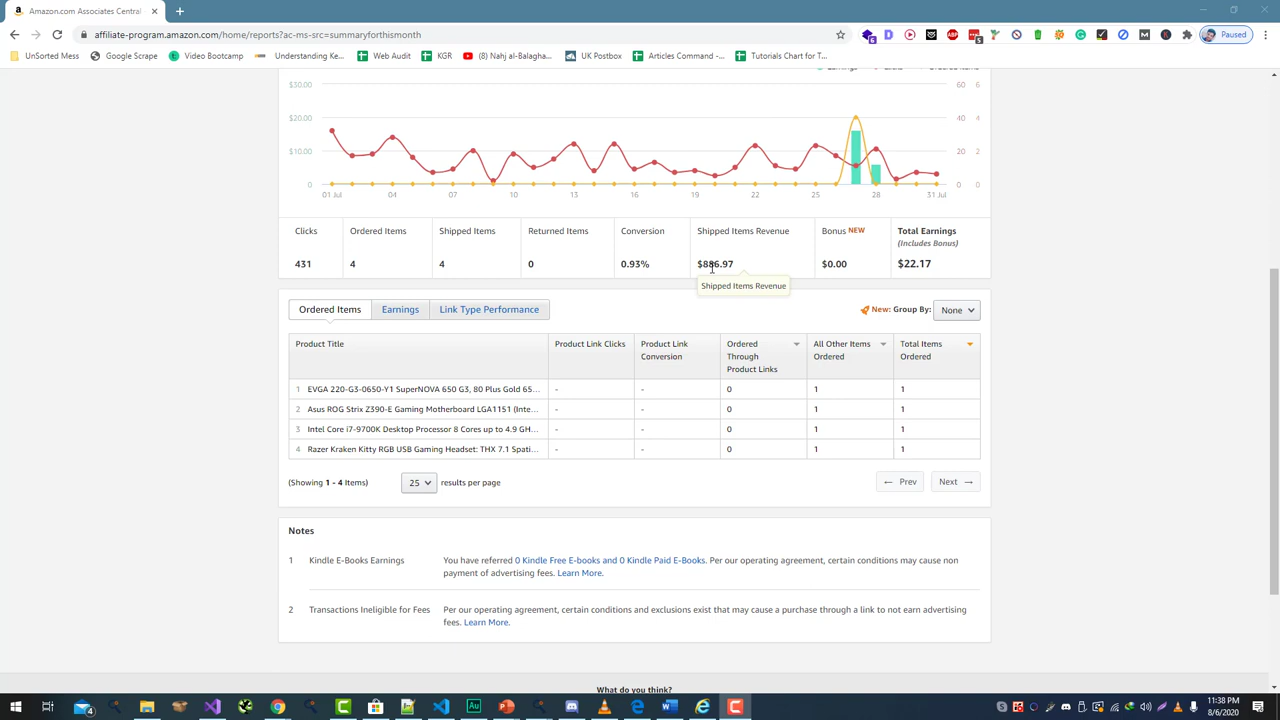 Amazon.com Associates Central
affiliate-program.amazon.com/home/reports?ac-ms-src=summaryforthismonth
Paused
UnSorted Mess Google Scrape Video Bootcamp Understanding Ke... Web Audit KGR (8) Nahj al-Balagha... UK Postbox Articles Command -... Tutorials Chart for T...
$30.00 60 6
$20.00 40 4
$10.00 20 2
0 0 0
01 Jul 04 07 10 13 16 19 22 25 28 31 Jul
Clicks Ordered Items Shipped Items Returned Items Conversion Shipped Items Revenue Bonus NEW Total Earnings
(Includes Bonus)
431 4 4 0 0.93% $886.97 $0.00 $22.17
Shipped Items Revenue
Ordered Items Earnings Link Type Performance New: Group By: None
Product Title Product Link Clicks Product Link Conversion Ordered Through Product Links All Other Items Ordered Total Items Ordered
1 EVGA 220-G3-0650-Y1 SuperNOVA 650 G3, 80 Plus Gold 65... - - 0 1 1
2 Asus ROG Strix Z390-E Gaming Motherboard LGA1151 (Inte... - - 0 1 1
3 Intel Core i7-9700K Desktop Processor 8 Cores up to 4.9 GH... - - 0 1 1
4 Razer Kraken Kitty RGB USB Gaming Headset: THX 7.1 Spati... - - 0 1 1
(Showing 1 - 4 Items) 25 results per page ← Prev Next →
Notes
1 Kindle E-Books Earnings You have referred 0 Kindle Free E-books and 0 Kindle Paid E-Books. Per our operating agreement, certain conditions may cause non
payment of advertising fees. Learn More.
2 Transactions Ineligible for Fees Per our operating agreement, certain conditions and exclusions exist that may cause a purchase through a link to not earn advertising
fees. Learn More.
What do you think?
11:38 PM
8/6/2020